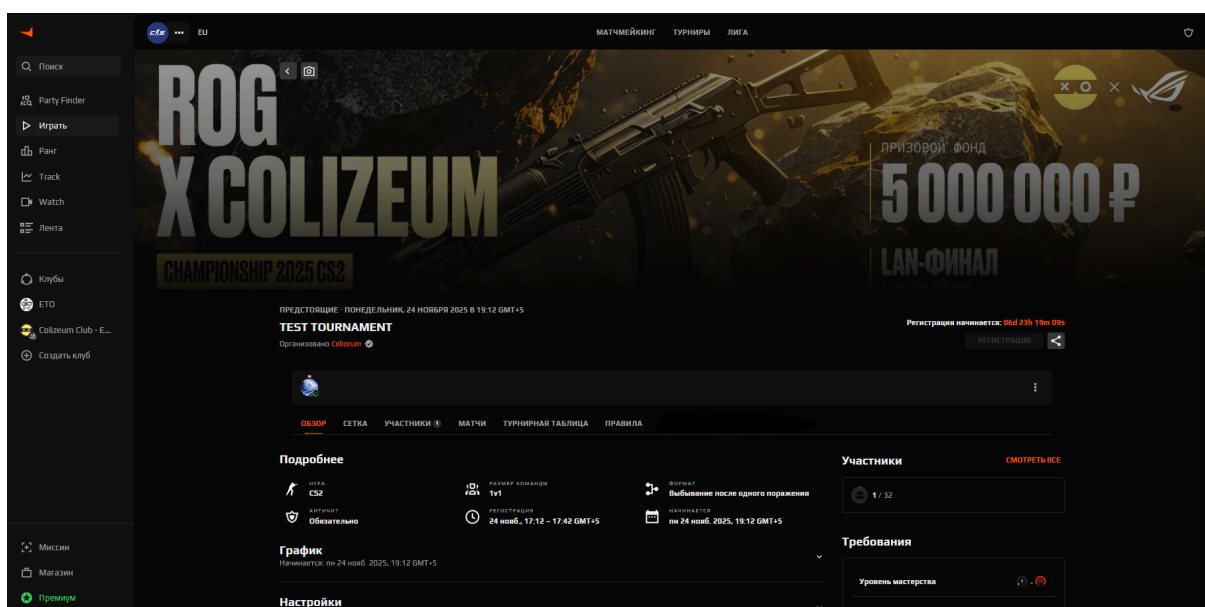 EU
МАТЧМЕЙКИНГ ТУРНИРЫ ЛИГА
Поиск
Party Finder
Играть
Ранг
Track
Watch
Лента
Клубы
ETO
Colizeum Club - E...
Создать клуб
Миссии
Магазин
Премиум
ROG
X COLIZEUM
CHAMPIONSHIP 2025 CS2
ПРИЗОВОЙ ФОНД
5 000 000 ₽
LAN-ФИНАЛ
ПРЕДСТОЯЩИЕ - ПОНЕДЕЛЬНИК, 24 НОЯБРЯ 2025 В 19:12 GMT+5
TEST TOURNAMENT
Организовано Colizeum
Регистрация начинается: 06d 23h 19m 09s
РЕГИСТРАЦИЯ
ОБЗОР СЕТКА УЧАСТНИКИ 1 МАТЧИ ТУРНИРНАЯ ТАБЛИЦА ПРАВИЛА
Подробнее
ИГРА
CS2
РАЗМЕР КОМАНДЫ
1v1
ФОРМАТ
Выбывание после одного поражения
АНТИЧИТ
Обязательно
РЕГИСТРАЦИЯ
24 нояб., 17:12 – 17:42 GMT+5
НАЧИНАЕТСЯ
пн 24 нояб. 2025, 19:12 GMT+5
График
Начинается: пн 24 нояб. 2025, 19:12 GMT+5
Настройки
Участники СМОТРЕТЬ ВСЕ
1 / 32
Требования
Уровень мастерства